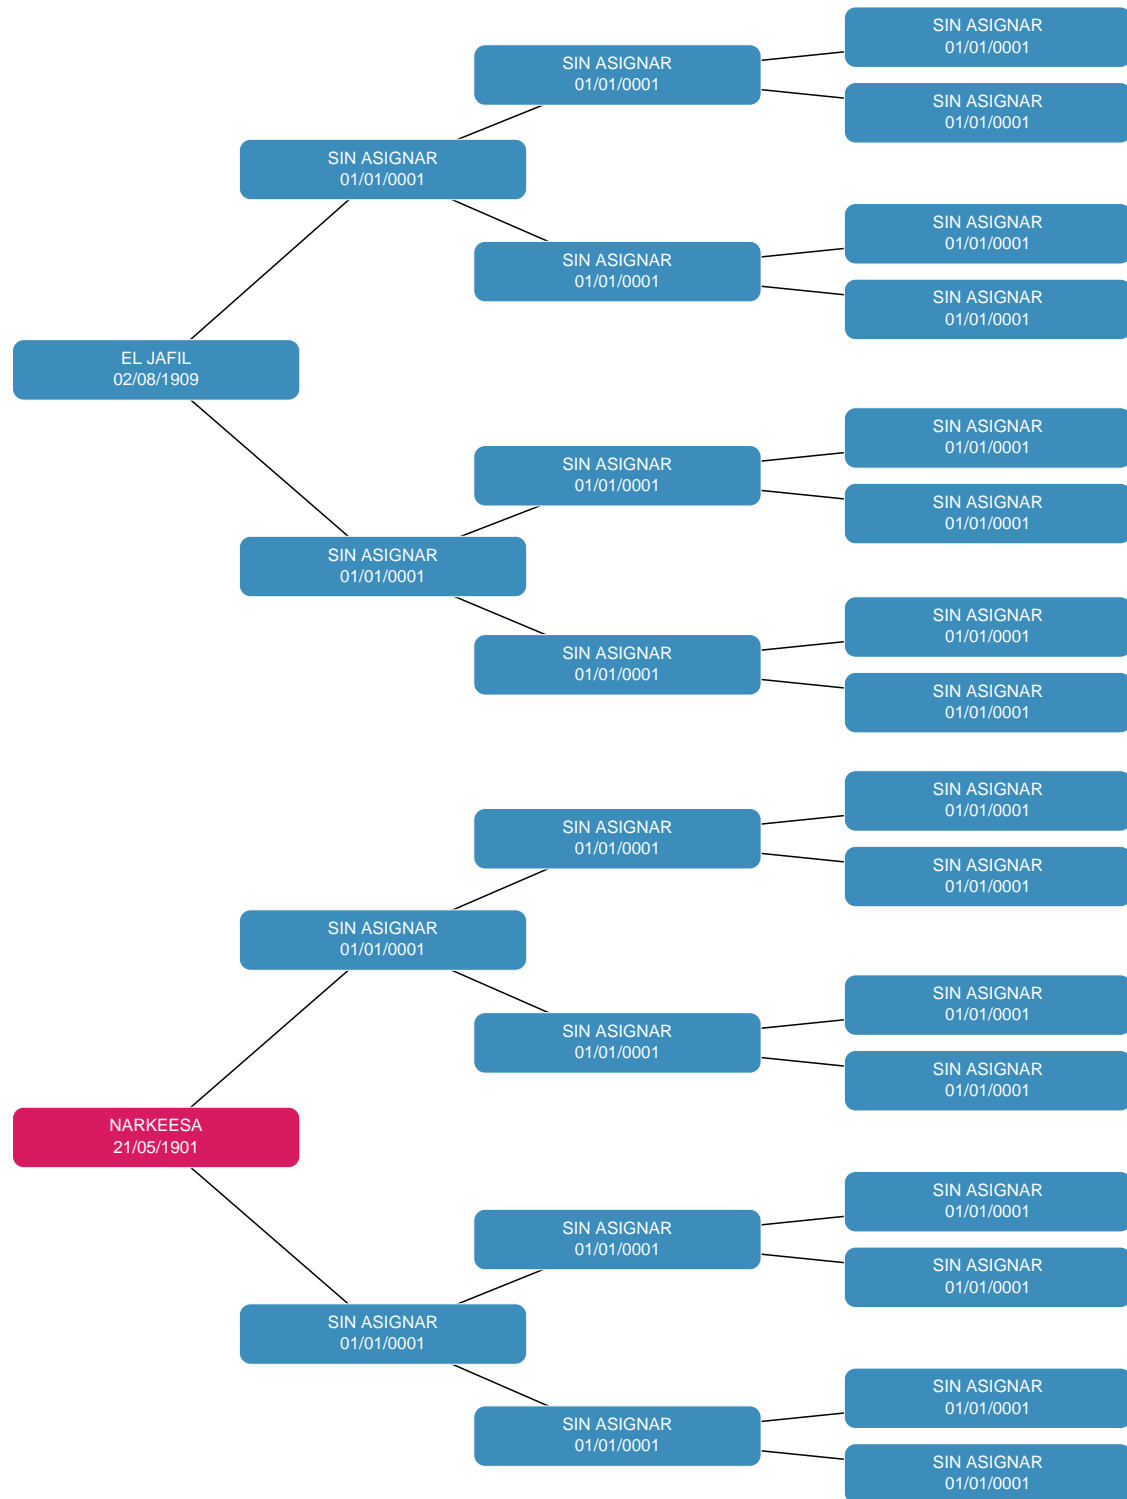 SIN ASIGNAR
01/01/0001
SIN ASIGNAR
01/01/0001
SIN ASIGNAR
01/01/0001
SIN ASIGNAR
01/01/0001
SIN ASIGNAR
01/01/0001
SIN ASIGNAR
01/01/0001
SIN ASIGNAR
01/01/0001
EL JAFIL
02/08/1909
SIN ASIGNAR
01/01/0001
SIN ASIGNAR
01/01/0001
SIN ASIGNAR
01/01/0001
SIN ASIGNAR
01/01/0001
SIN ASIGNAR
01/01/0001
SIN ASIGNAR
01/01/0001
SIN ASIGNAR
01/01/0001
SIN ASIGNAR
01/01/0001
SIN ASIGNAR
01/01/0001
SIN ASIGNAR
01/01/0001
SIN ASIGNAR
01/01/0001
SIN ASIGNAR
01/01/0001
SIN ASIGNAR
01/01/0001
SIN ASIGNAR
01/01/0001
NARKEESA
21/05/1901
SIN ASIGNAR
01/01/0001
SIN ASIGNAR
01/01/0001
SIN ASIGNAR
01/01/0001
SIN ASIGNAR
01/01/0001
SIN ASIGNAR
01/01/0001
SIN ASIGNAR
01/01/0001
SIN ASIGNAR
01/01/0001